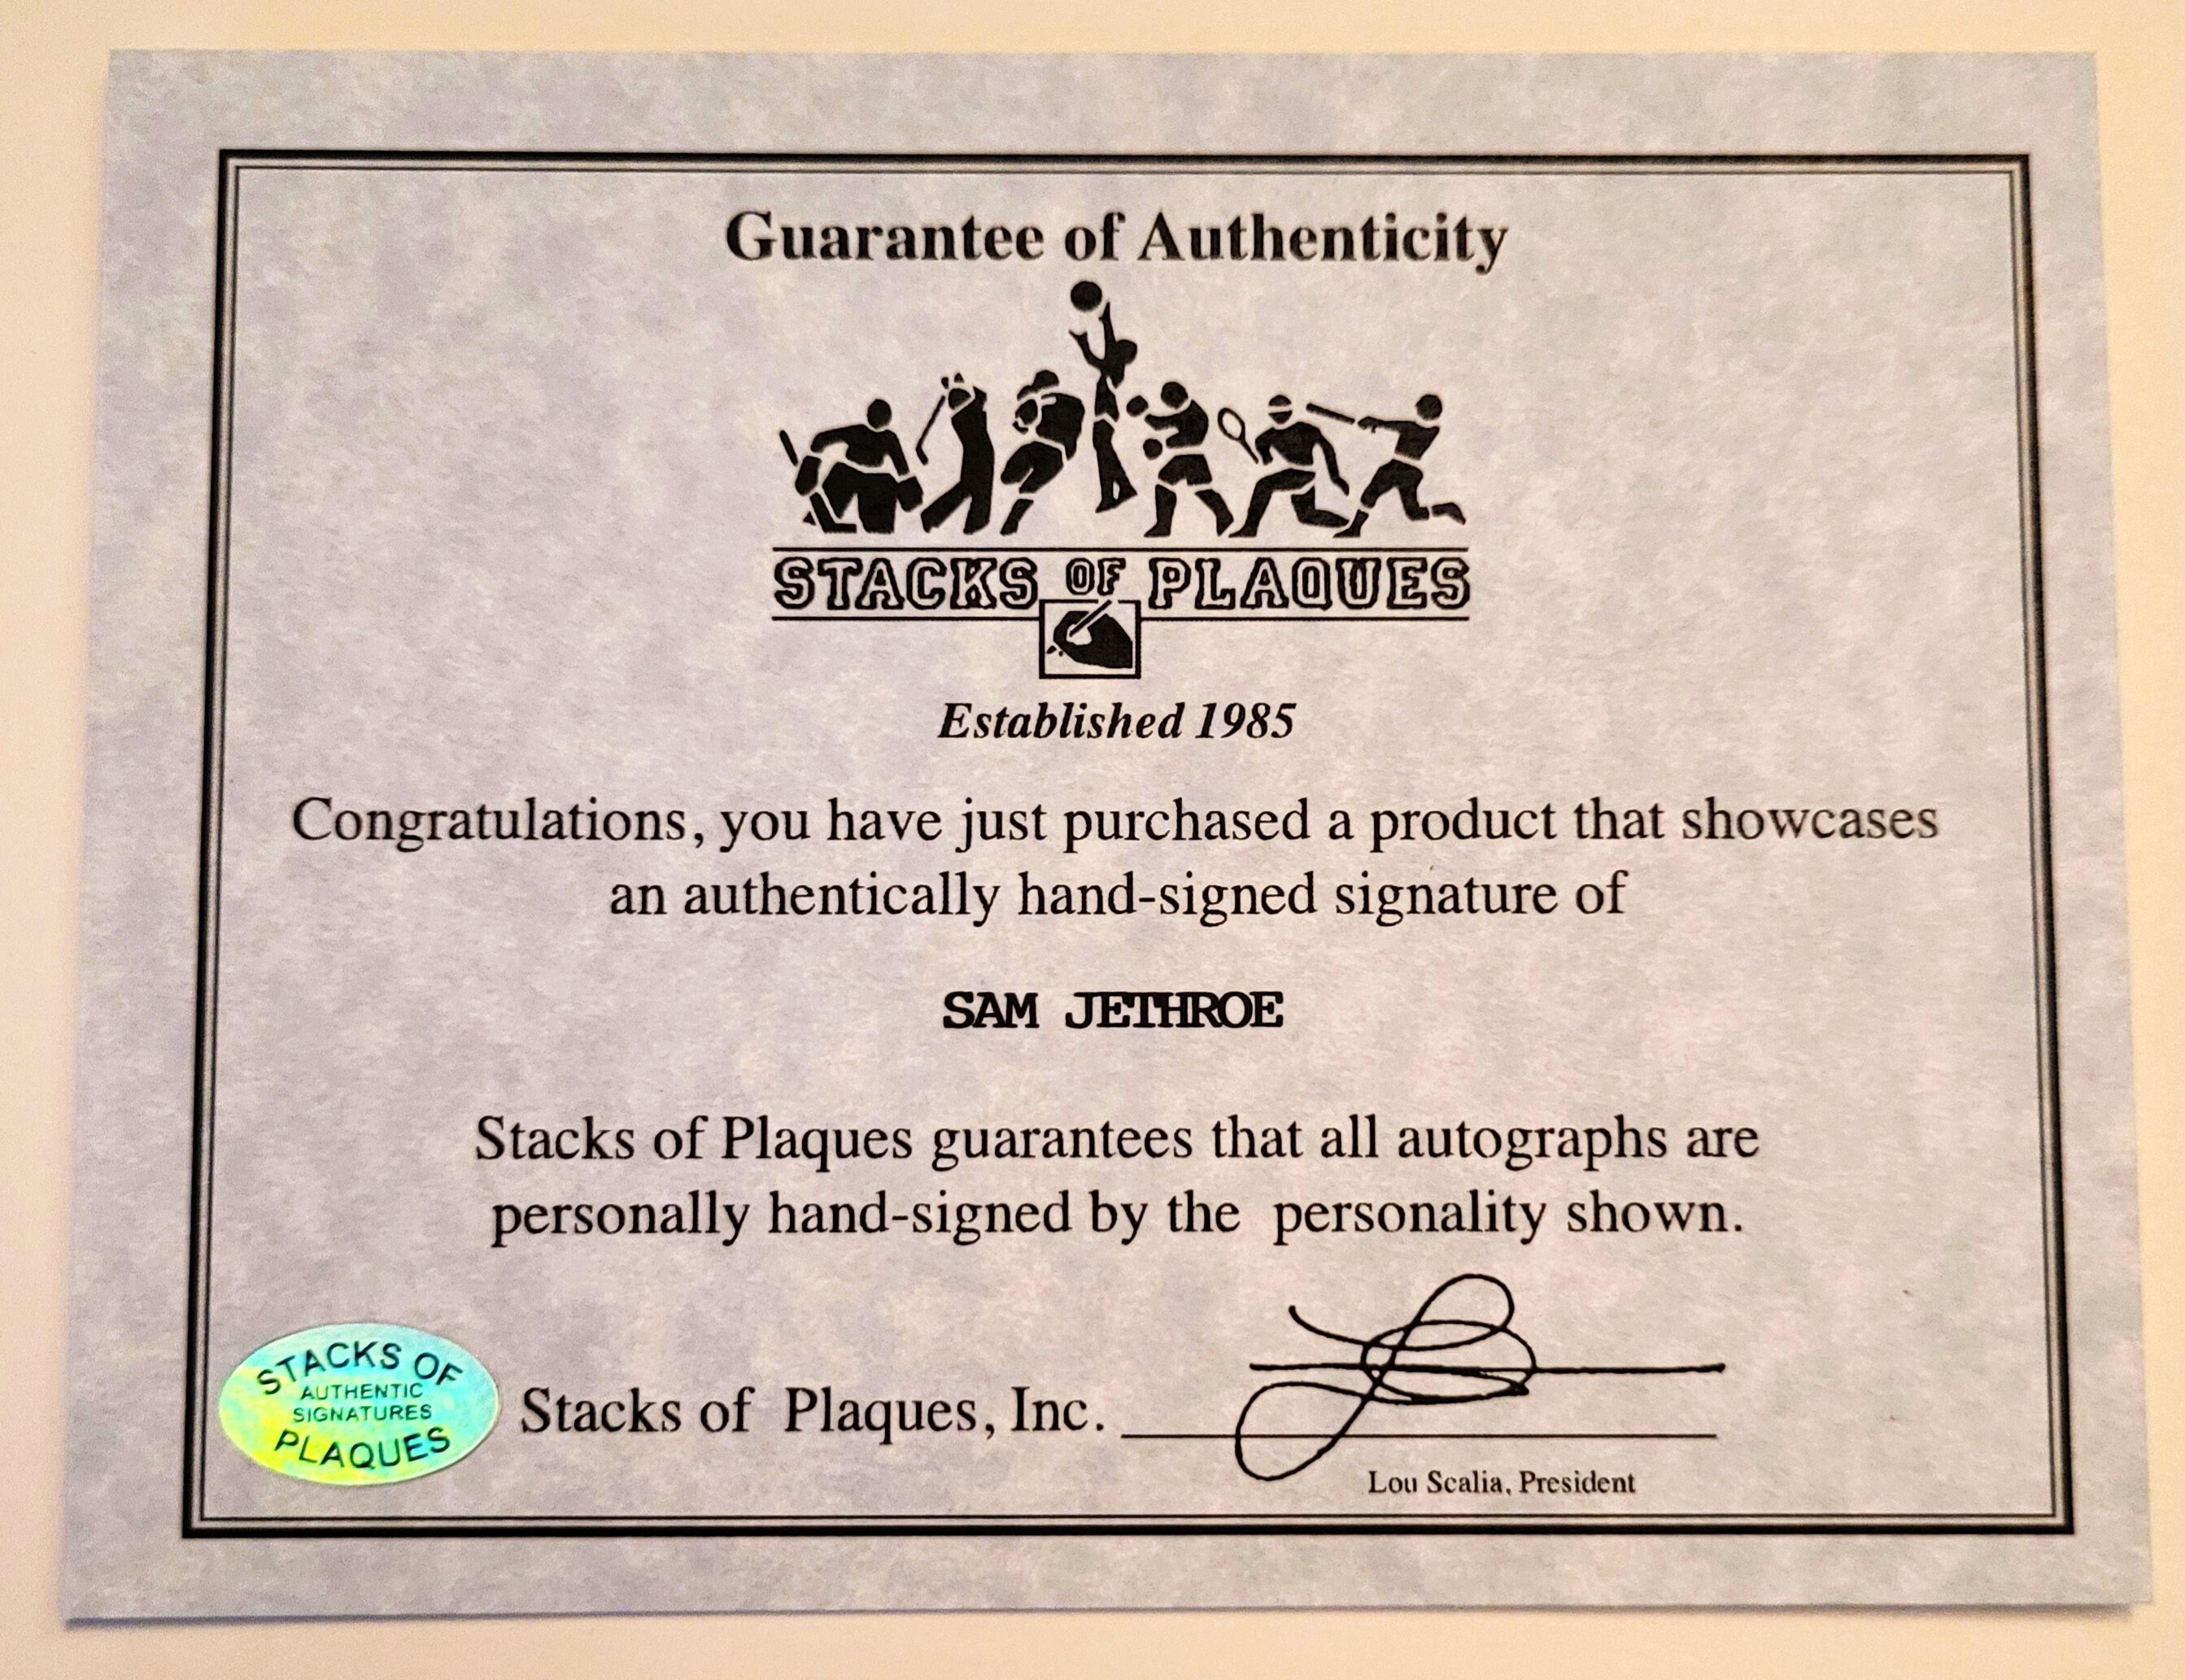 Guarantee of Authenticity
STACKS OF PLAQUES
Established 1985
Congratulations, you have just purchased a product that showcases
an authentically hand-signed signature of
SAM JETHROE
Stacks of Plaques guarantees that all autographs are
personally hand-signed by the personality shown.
STACKS OF
AUTHENTIC
SIGNATURES
PLAQUES
Stacks of Plaques, Inc.
Lou Scalia, President